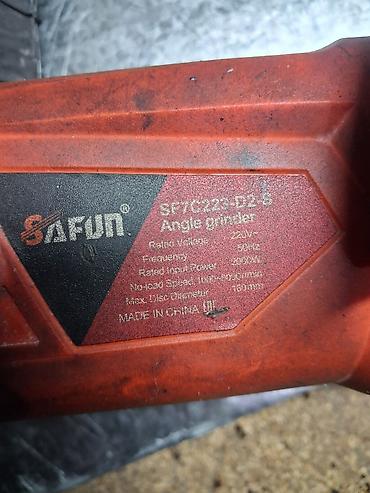 SAFUN®
SF7C223-D2-S
Angle grinder
Rated Voltage 220V~
Frequency 50Hz
Rated Input Power 2000W
No-load Speed
Max. Disc Diameter 180mm
MADE IN CHINA